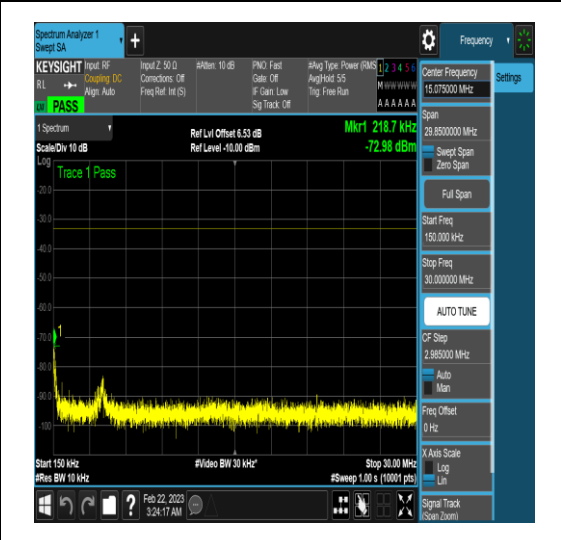 Spectrum Analyzer 1
Swept SA
Frequency
KEYSIGHT
Input: RF
Coupling: DC
Align: Auto
RL
PASS
Input Z: 50 Ω
Corrections: Off
Freq Ref: Int (S)
#Atten: 10 dB
PNO: Fast
Gate: Off
IF Gain: Low
Sig Track: Off
#Avg Type: Power (RMS
Avg|Hold: 5/5
Trig: Free Run
1 2 3 4 5 6
M W W W W W
A A A A A A
Center Frequency
15.075000 MHz
Settings
Span
29.8500000 MHz
Swept Span
Zero Span
Full Span
Start Freq
150.000 kHz
Stop Freq
30.000000 MHz
AUTO TUNE
CF Step
2.985000 MHz
Auto
Man
Freq Offset
0 Hz
X Axis Scale
Log
Lin
Signal Track
(Span Zoom)
1 Spectrum
Scale/Div 10 dB
Ref Lvl Offset 6.53 dB
Ref Level -10.00 dBm
Mkr1 218.7 kHz
-72.98 dBm
Log
Trace 1 Pass
-20.0
-30.0
-40.0
-50.0
-60.0
-70.0
-80.0
-90.0
-100
1
Start 150 kHz
#Res BW 10 kHz
#Video BW 30 kHz*
Stop 30.00 MHz
#Sweep 1.00 s (10001 pts)
?
Feb 22, 2023
3:24:17 AM